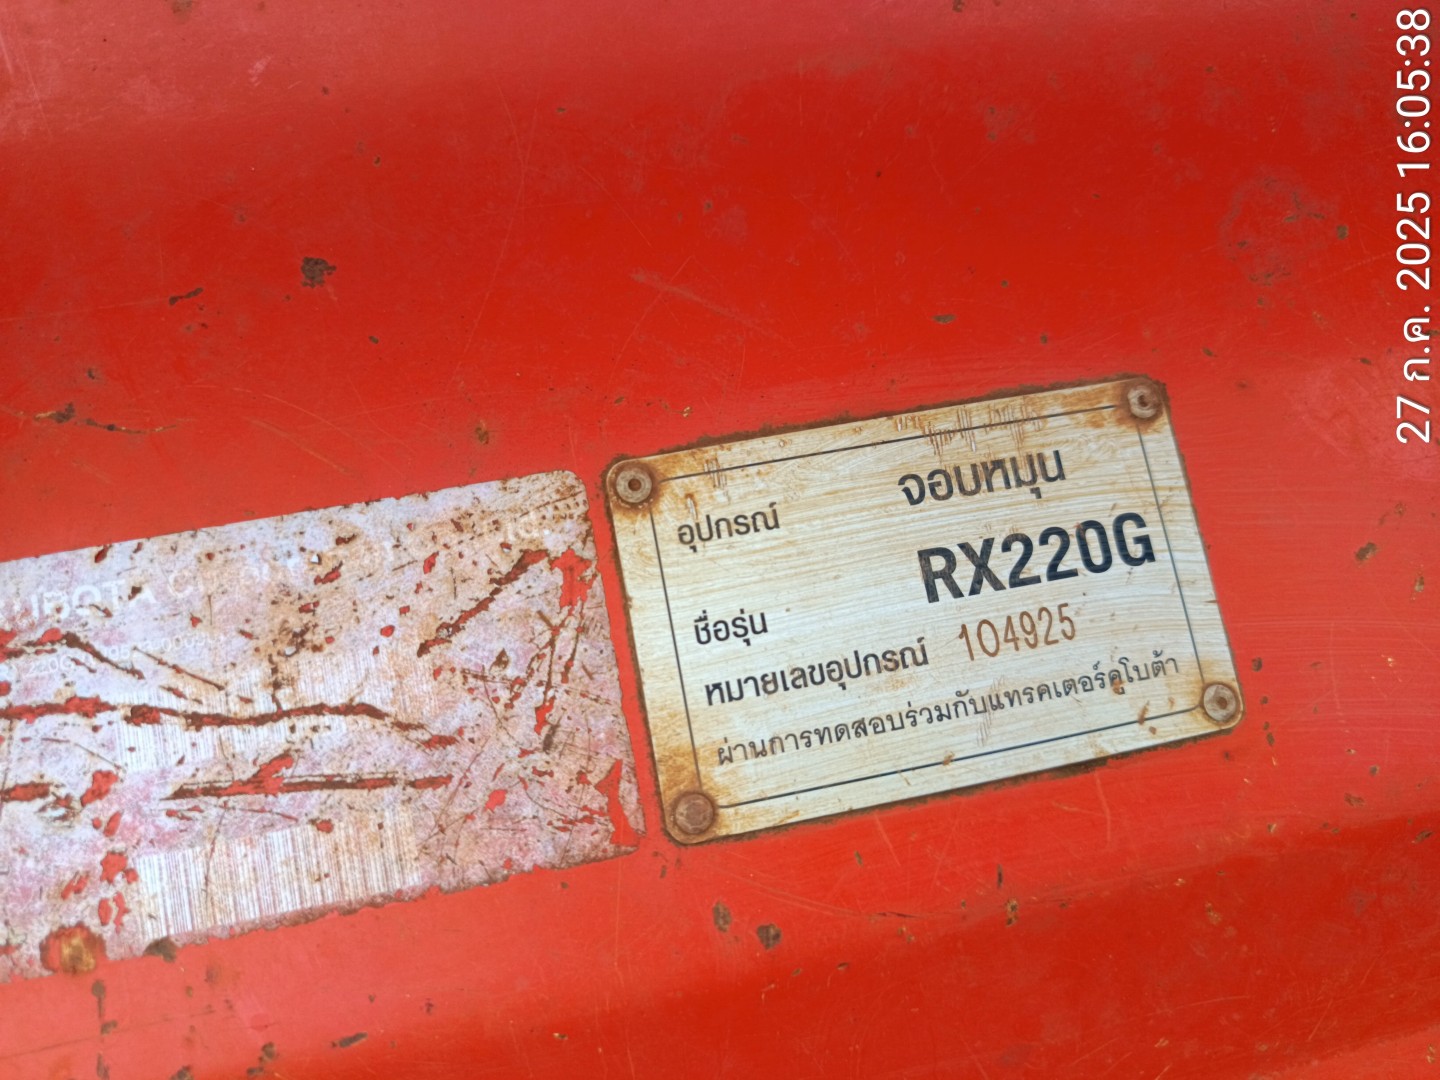 27 ก.ค. 2025 16:05:38
อุปกรณ์ จอบหมุน
ชื่อรุ่น RX220G
หมายเลขอุปกรณ์ 104925
ผ่านการทดสอบร่วมกับแทรคเตอร์คูโบต้า